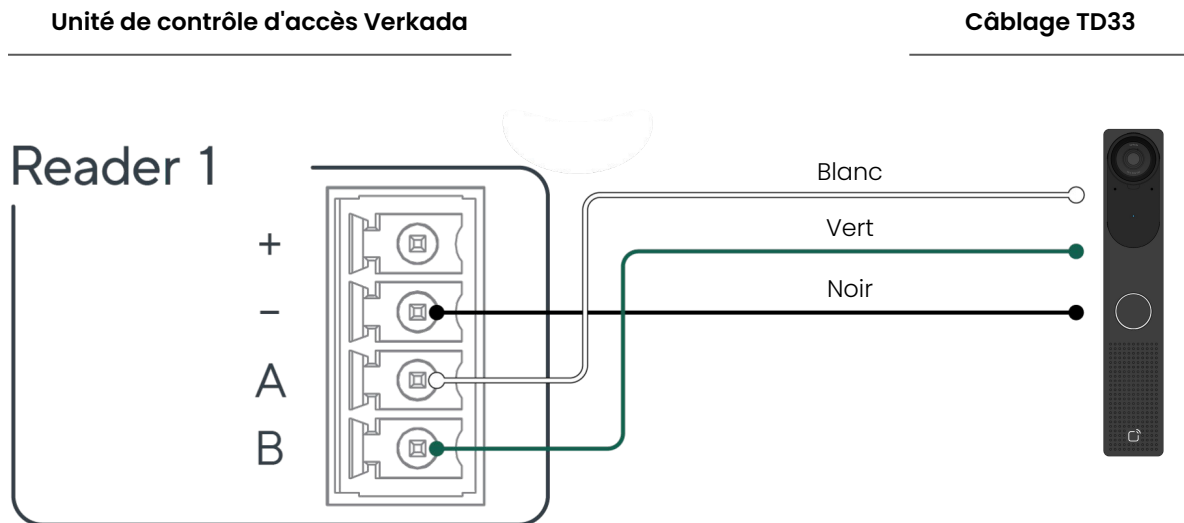 Unité de contrôle d'accès Verkada
Câblage TD33
Reader 1
Blanc
Vert
Noir
+
−
A
B